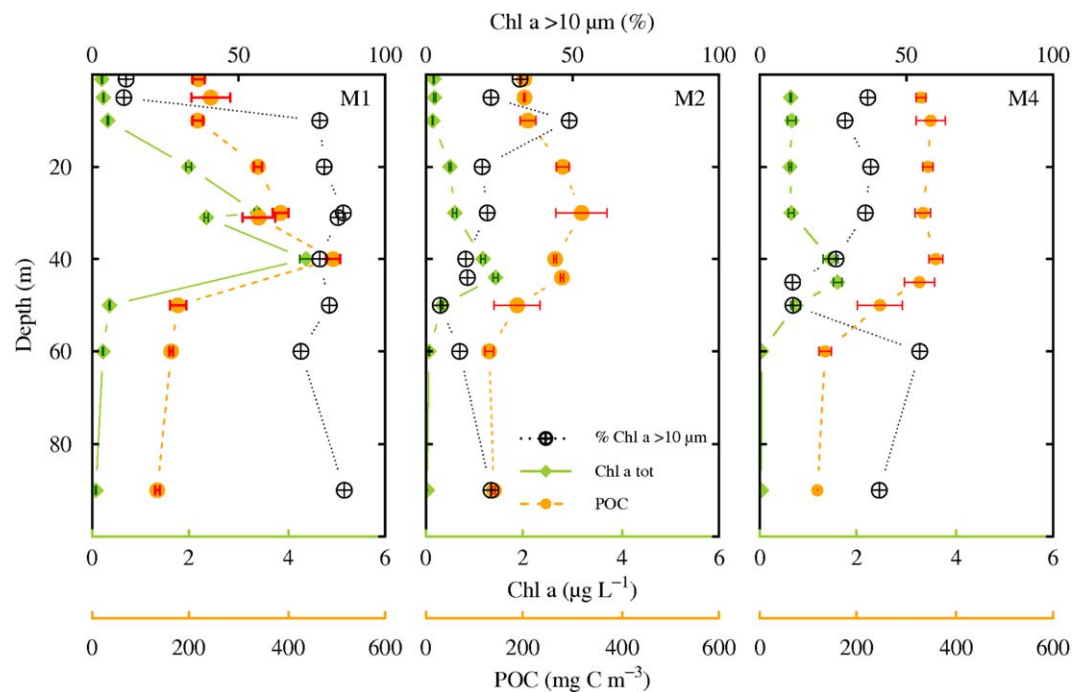 Chl a >10 µm (%)
0 50 100 0 50 100 0 50 100
M1 M2 M4
20
40
60
80
Depth (m)
% Chl a >10 µm
Chl a tot
POC
0 2 4 6 0 2 4 6 0 2 4 6
Chl a (µg L⁻¹)
0 200 400 600 0 200 400 600 0 200 400 600
POC (mg C m⁻³)